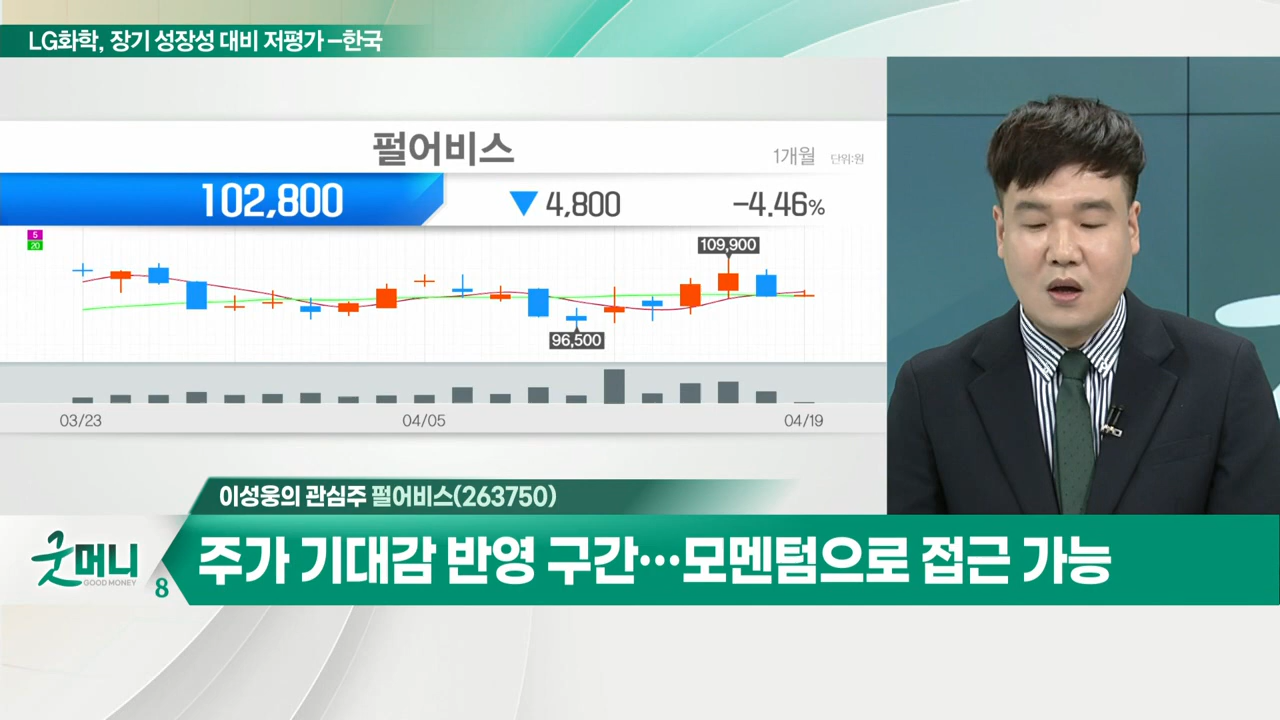 LG화학, 장기 성장성 대비 저평가 -한국
펄어비스
1개월 단위:원
102,800 ▼ 4,800 -4.46%
5
20
109,900
96,500
03/23 04/05 04/19
이성웅의 관심주 펄어비스(263750)
굿머니
GOOD MONEY
8
주가 기대감 반영 구간…모멘텀으로 접근 가능